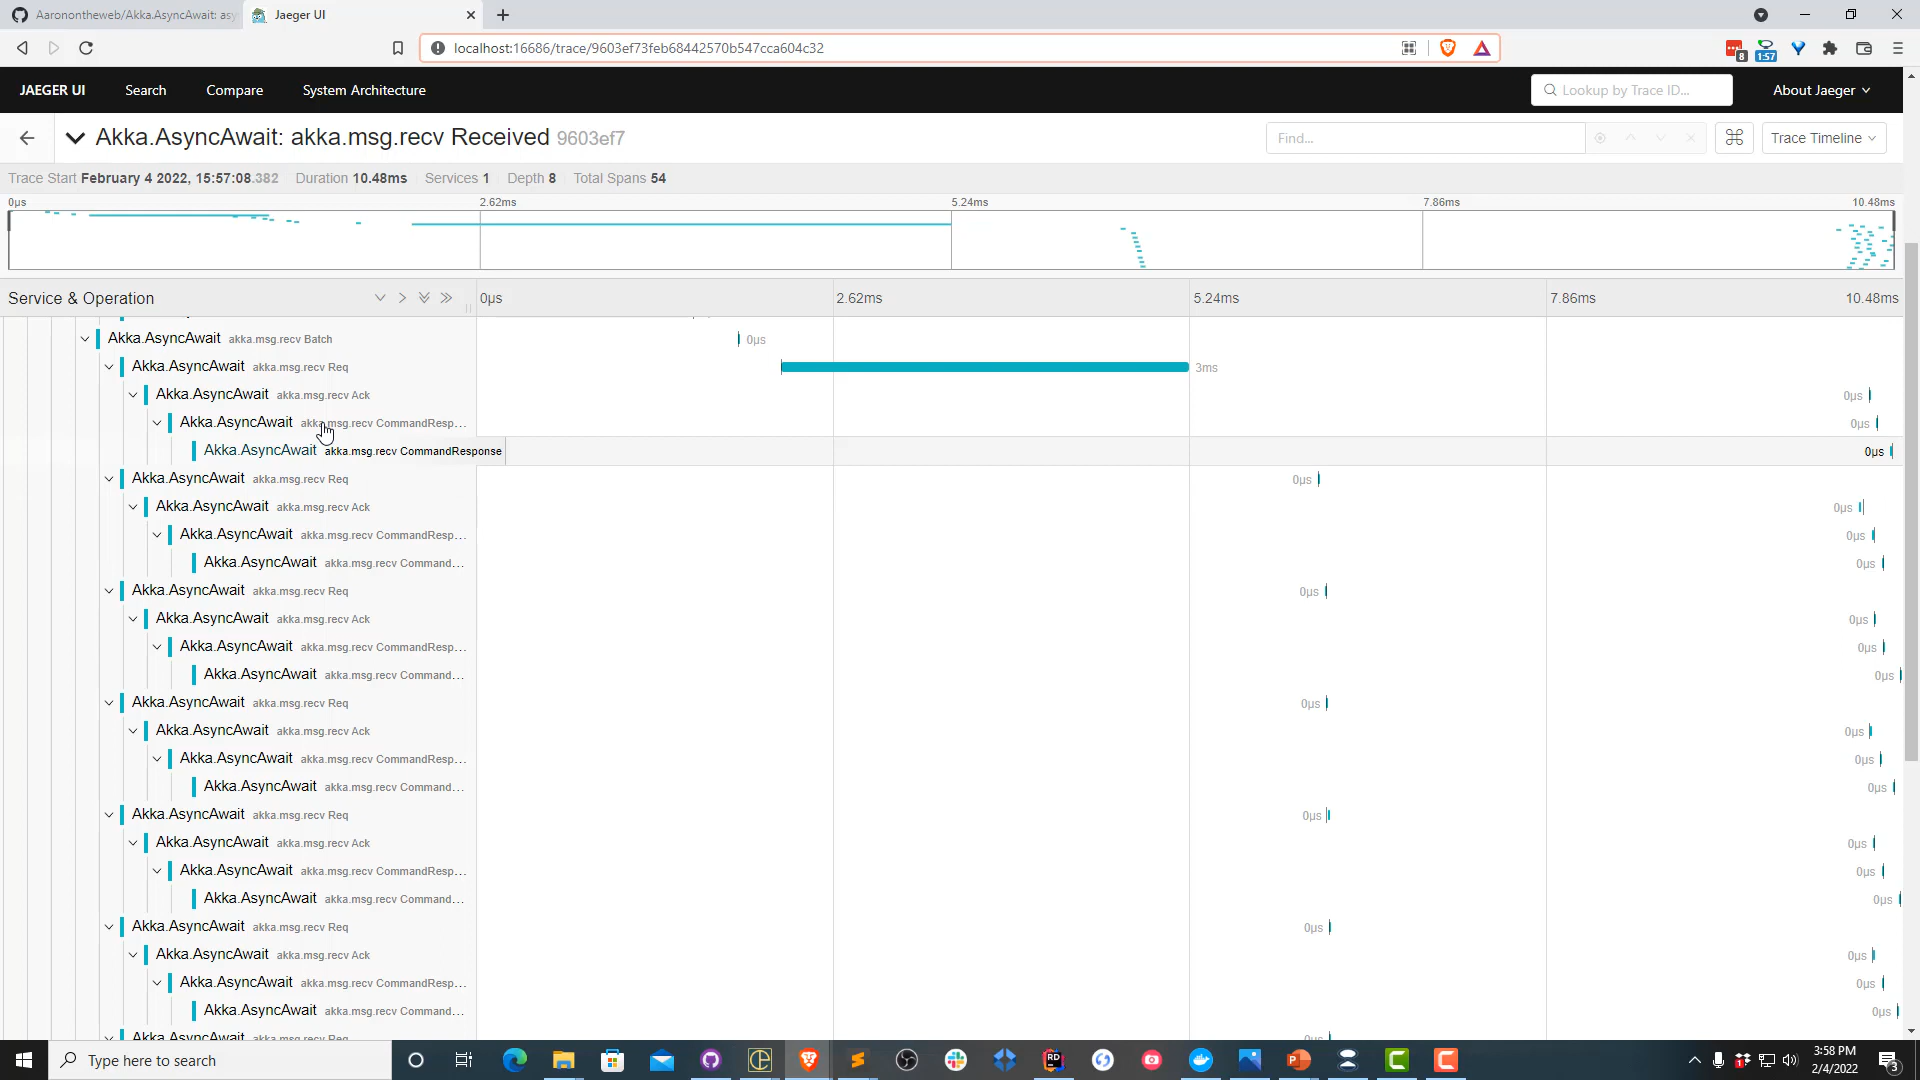 Aaronontheweb/Akka.AsyncAwait: asy
Jaeger UI
localhost:16686/trace/9603ef73feb68442570b547cca604c32
8
1:57
JAEGER UI Search Compare System Architecture
Lookup by Trace ID...
About Jaeger
Akka.AsyncAwait: akka.msg.recv Received 9603ef7
Find...
Trace Timeline
Trace Start February 4 2022, 15:57:08.382 Duration 10.48ms Services 1 Depth 8 Total Spans 54
0μs 2.62ms 5.24ms 7.86ms 10.48ms
Service & Operation 0μs 2.62ms 5.24ms 7.86ms 10.48ms
Akka.AsyncAwait akka.msg.recv Batch 0μs
Akka.AsyncAwait akka.msg.recv Req 3ms
Akka.AsyncAwait akka.msg.recv Ack 0μs
Akka.AsyncAwait akka.msg.recv CommandResp... 0μs
Akka.AsyncAwait akka.msg.recv CommandResponse 0μs
Akka.AsyncAwait akka.msg.recv Req 0μs
Akka.AsyncAwait akka.msg.recv Ack 0μs
Akka.AsyncAwait akka.msg.recv CommandResp... 0μs
Akka.AsyncAwait akka.msg.recv Command... 0μs
Akka.AsyncAwait akka.msg.recv Req 0μs
Akka.AsyncAwait akka.msg.recv Ack 0μs
Akka.AsyncAwait akka.msg.recv CommandResp... 0μs
Akka.AsyncAwait akka.msg.recv Command... 0μs
Akka.AsyncAwait akka.msg.recv Req 0μs
Akka.AsyncAwait akka.msg.recv Ack 0μs
Akka.AsyncAwait akka.msg.recv CommandResp... 0μs
Akka.AsyncAwait akka.msg.recv Command... 0μs
Akka.AsyncAwait akka.msg.recv Req 0μs
Akka.AsyncAwait akka.msg.recv Ack 0μs
Akka.AsyncAwait akka.msg.recv CommandResp... 0μs
Akka.AsyncAwait akka.msg.recv Command... 0μs
Akka.AsyncAwait akka.msg.recv Req 0μs
Akka.AsyncAwait akka.msg.recv Ack 0μs
Akka.AsyncAwait akka.msg.recv CommandResp... 0μs
Akka.AsyncAwait akka.msg.recv Command... 0μs
Akka.AsyncAwait akka.msg.recv Req 0μs
Type here to search
RD
3:58 PM
2/4/2022
3